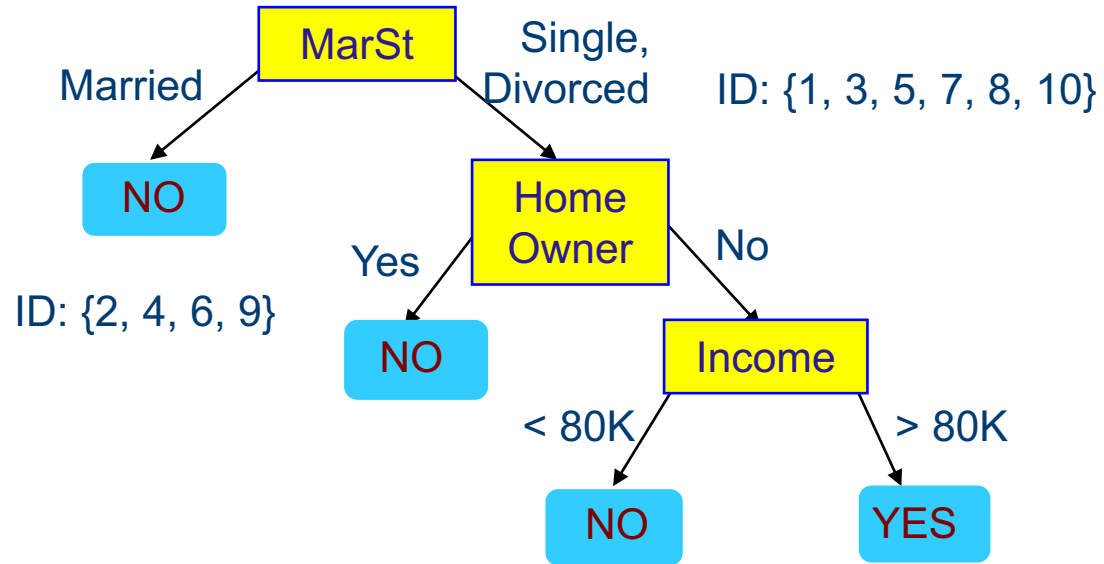 MarSt
Single,
Divorced
Married
ID: {1, 3, 5, 7, 8, 10}
NO
Home
Owner
Yes
No
ID: {2, 4, 6, 9}
NO
Income
< 80K
> 80K
NO
YES